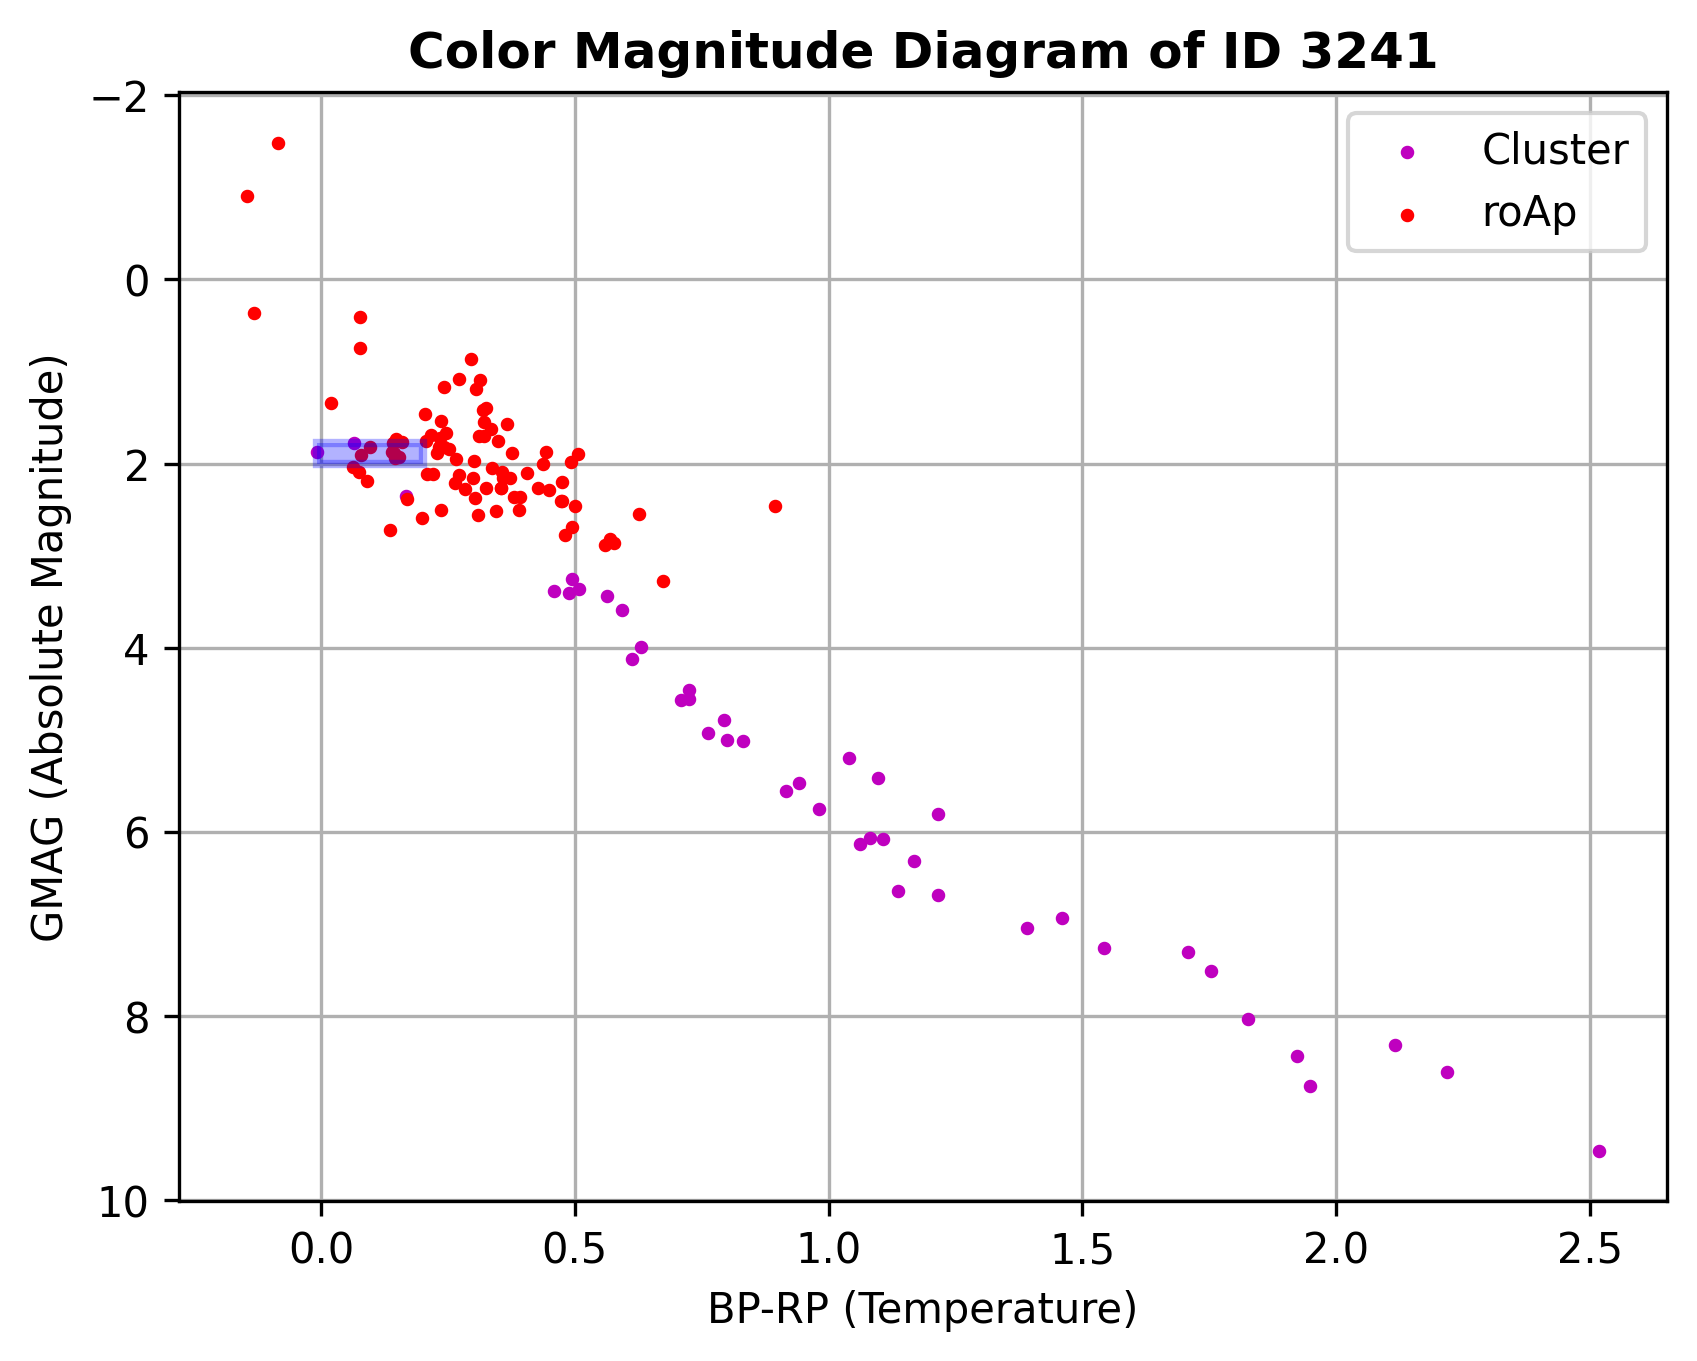 Color Magnitude Diagram of ID 3241
Cluster
roAp
GMAG (Absolute Magnitude)
−2
0
2
4
6
8
10
0.0 0.5 1.0 1.5 2.0 2.5
BP-RP (Temperature)